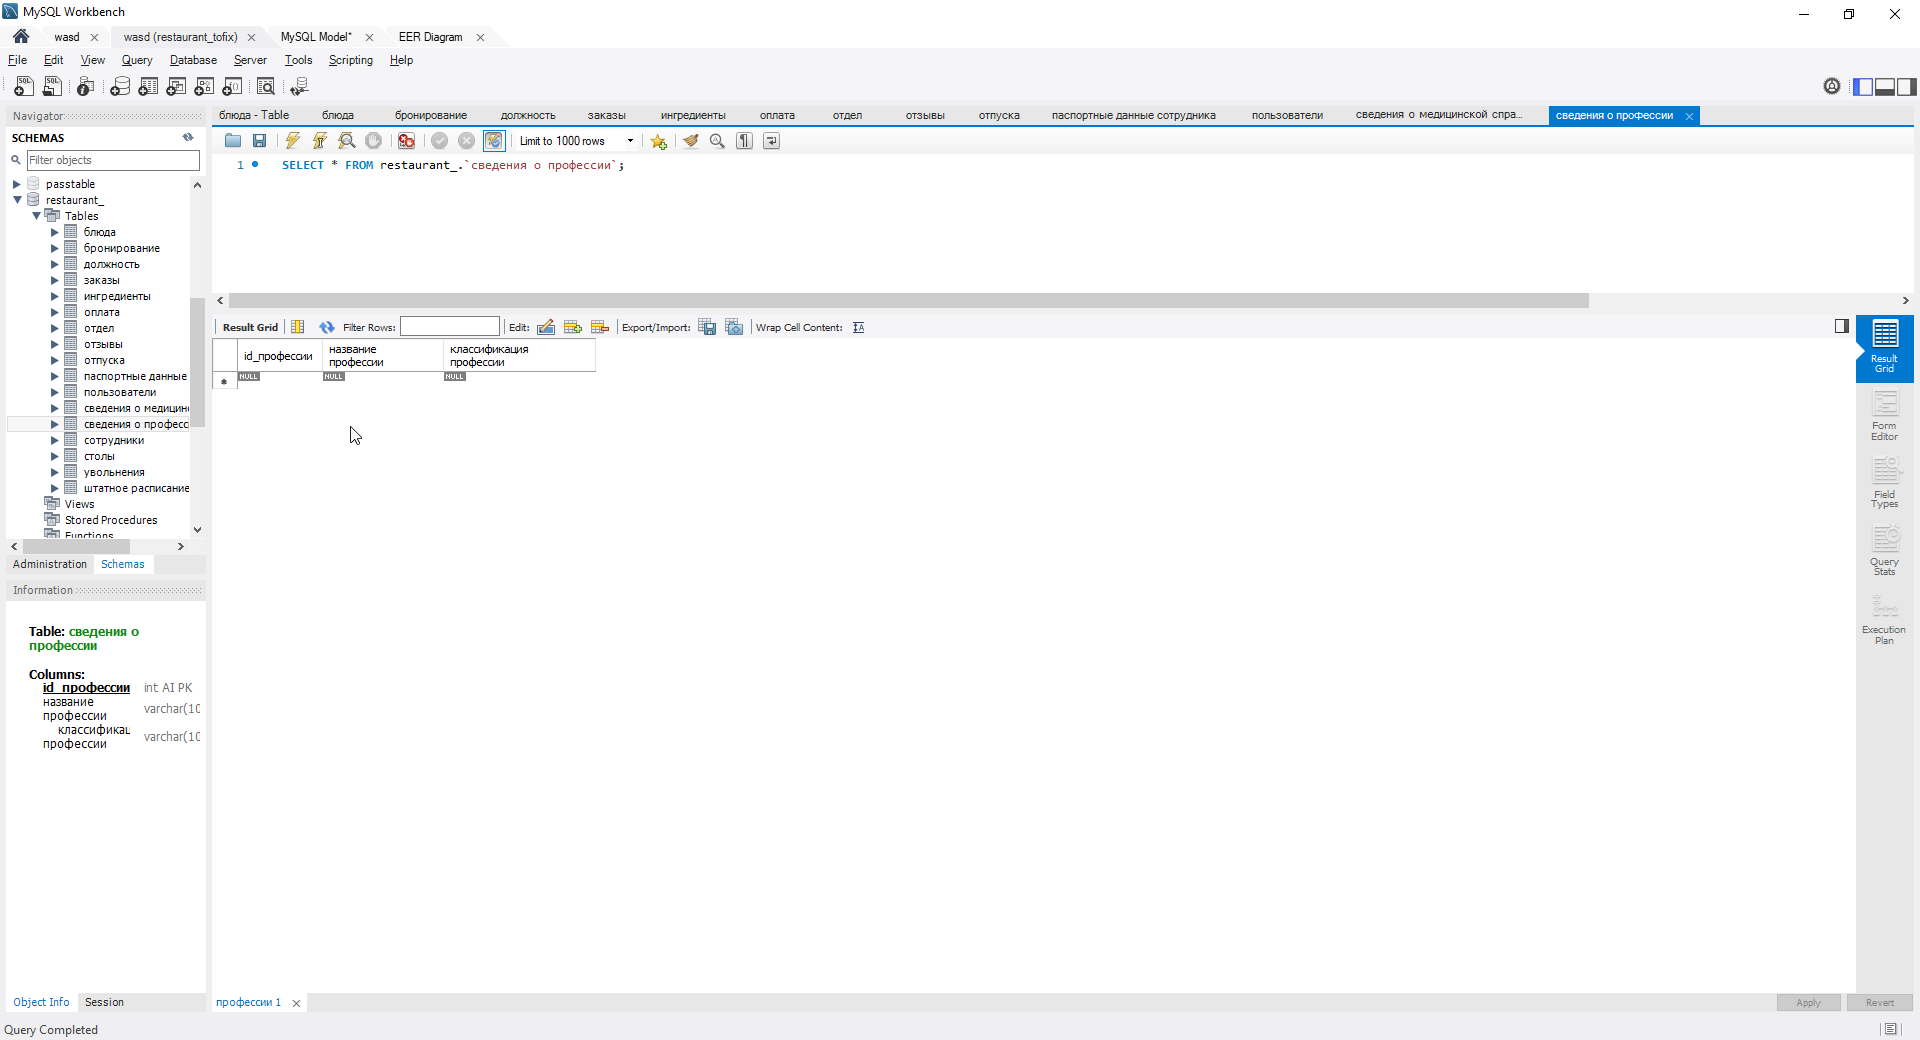 MySQL Workbench
wasd
wasd (restaurant_tofix)
MySQL Model*
EER Diagram
File Edit View Query Database Server Tools Scripting Help
Navigator
SCHEMAS
Filter objects
passtable
restaurant_
Tables
блюда
бронирование
должность
заказы
ингредиенты
оплата
отдел
отзывы
отпуска
паспортные данные
пользователи
сведения о медицин
сведения о професс
сотрудники
столы
увольнения
штатное расписание
Views
Stored Procedures
Functions
Administration Schemas
Information
Table: сведения о
профессии
Columns:
id_профессии int AI PK
название
профессии varchar(10
классификац
профессии varchar(10
Object Info Session
Query Completed
блюда - Table блюда бронирование должность заказы ингредиенты оплата отдел отзывы отпуска паспортные данные сотрудника пользователи сведения о медицинской спра... сведения о профессии
Limit to 1000 rows
1 SELECT * FROM restaurant_.`сведения о профессии`;
Result Grid Filter Rows: Edit: Export/Import: Wrap Cell Content:
id_профессии
название
профессии
классификация
профессии
NULL NULL NULL
Result
Grid
Form
Editor
Field
Types
Query
Stats
Execution
Plan
профессии 1
Apply Revert